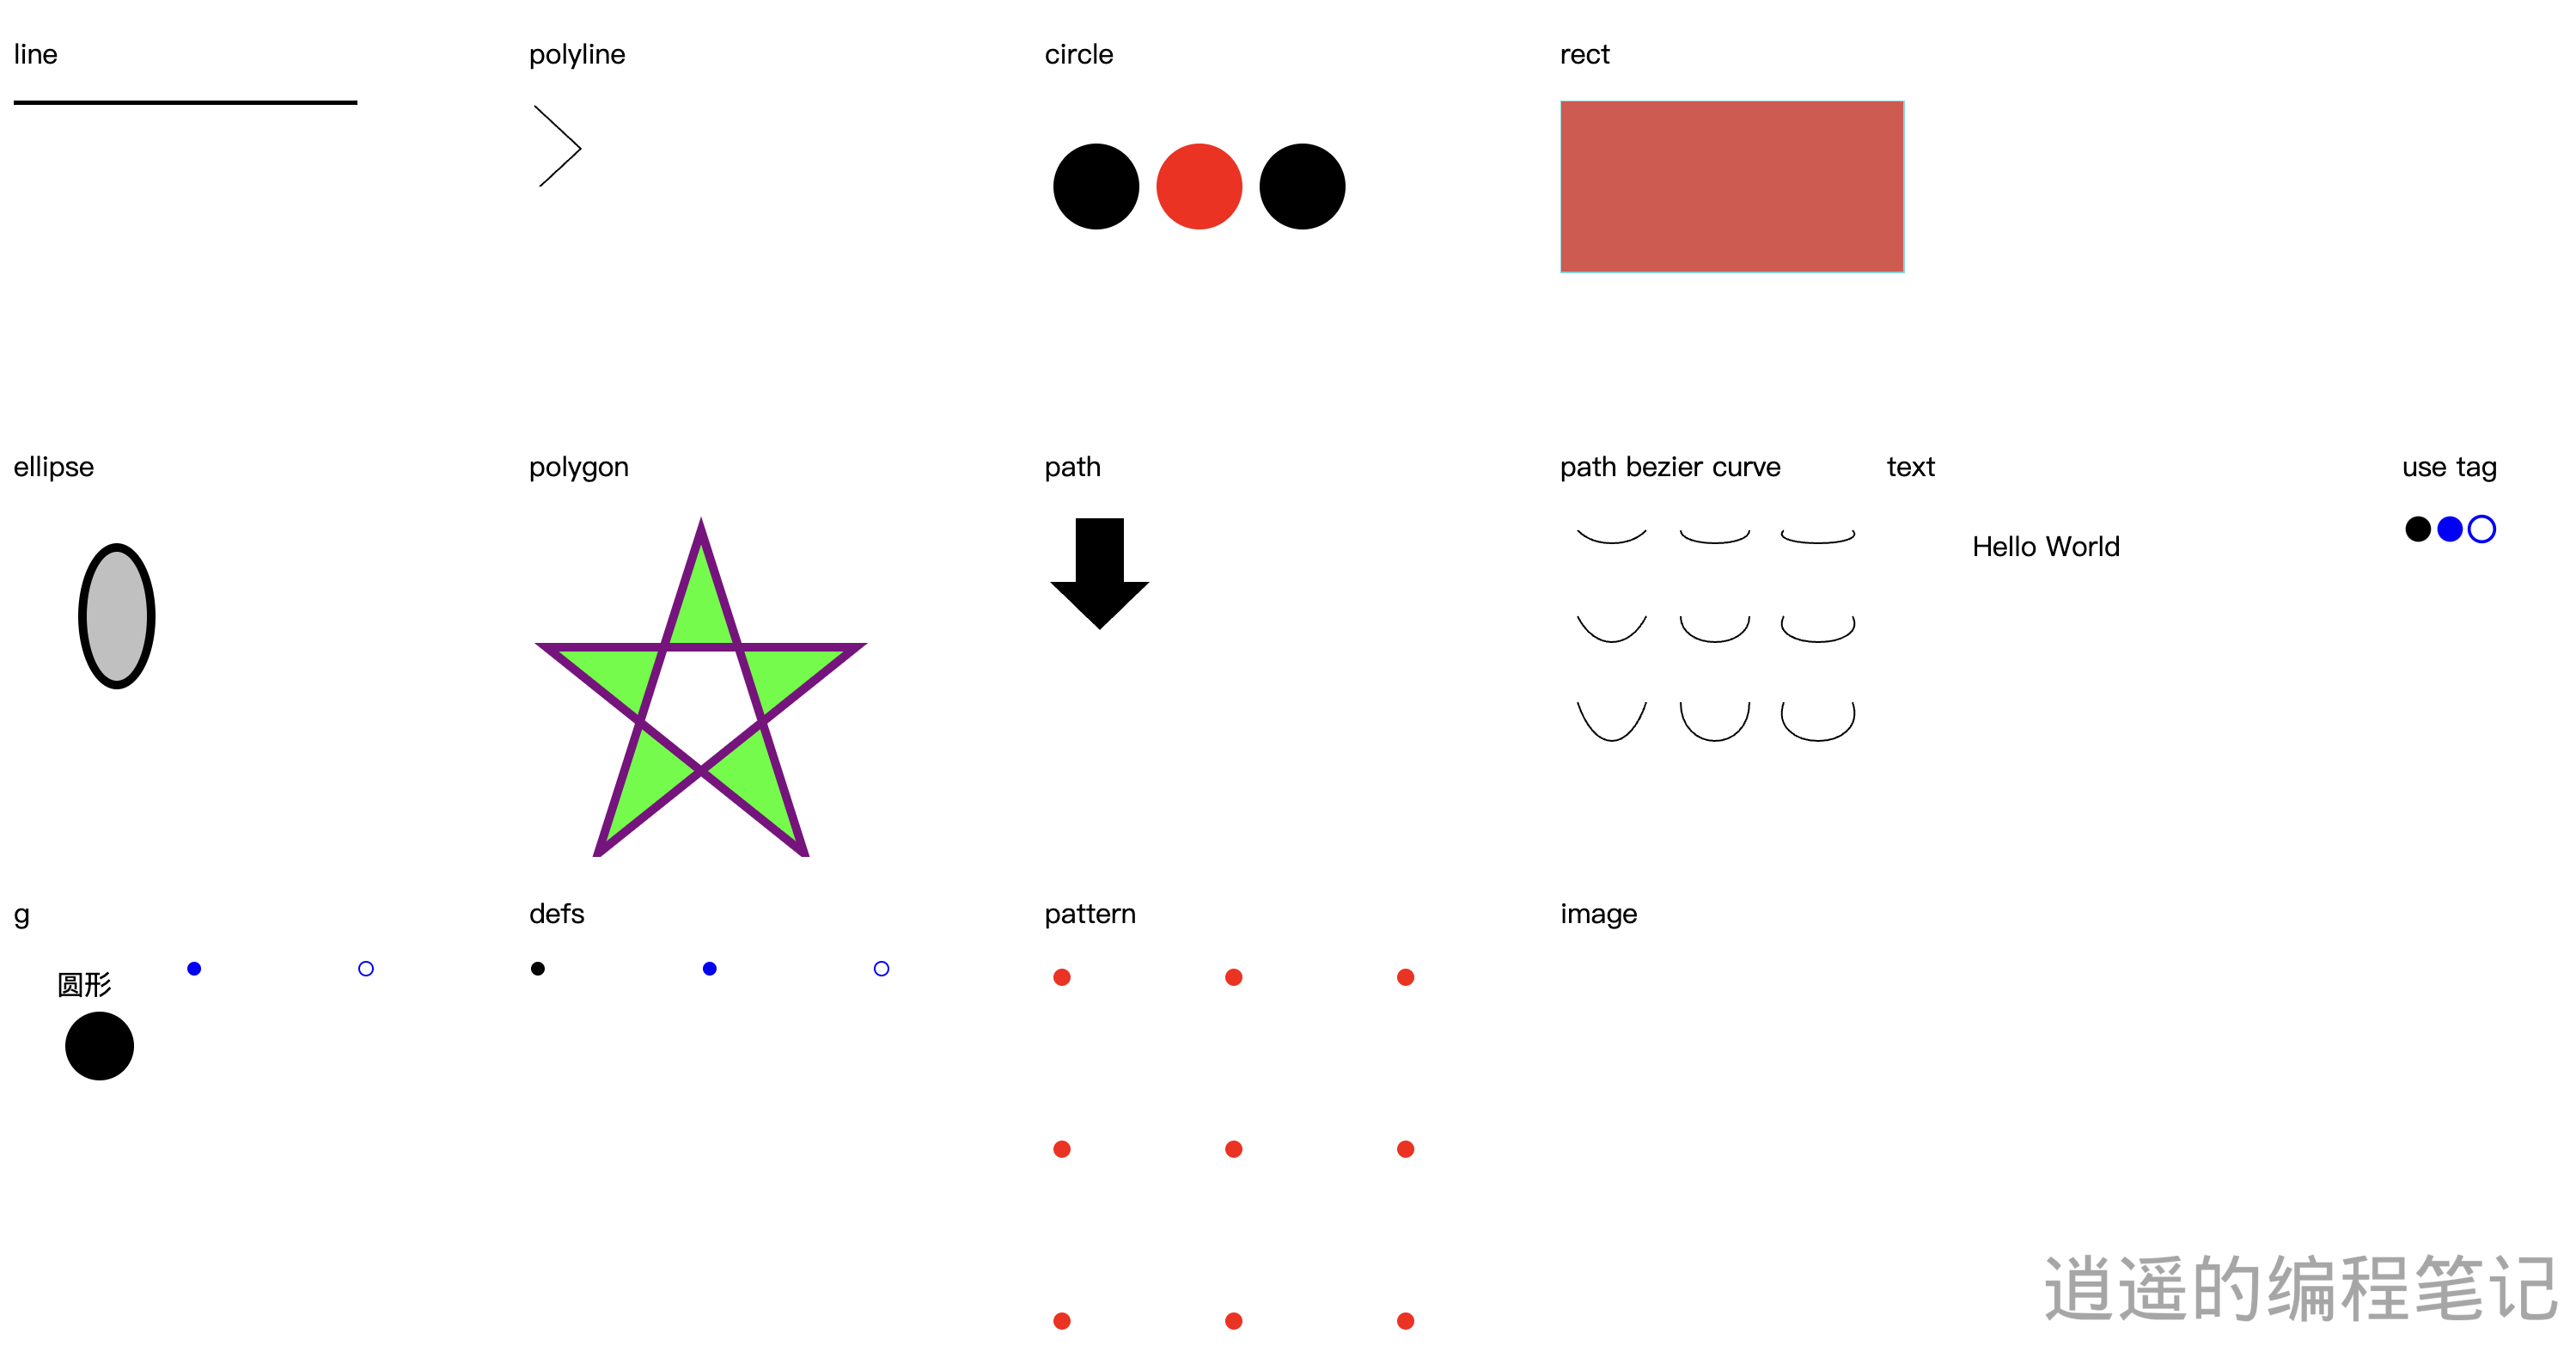 line
polyline
circle
rect
ellipse
polygon
path
path bezier curve
text
use tag
Hello World
g
defs
pattern
image
圆形
逍遥的编程笔记